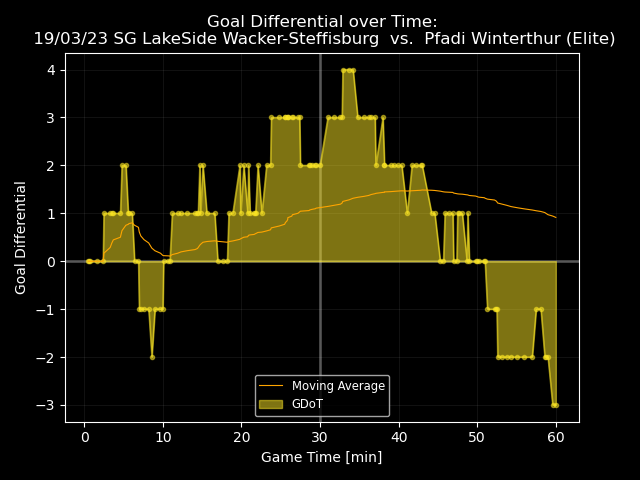 Goal Differential over Time:
19/03/23 SG LakeSide Wacker-Steffisburg  vs.  Pfadi Winterthur (Elite)
Goal Differential
4
3
2
1
0
−1
−2
−3
Moving Average
GDoT
0 10 20 30 40 50 60
Game Time [min]